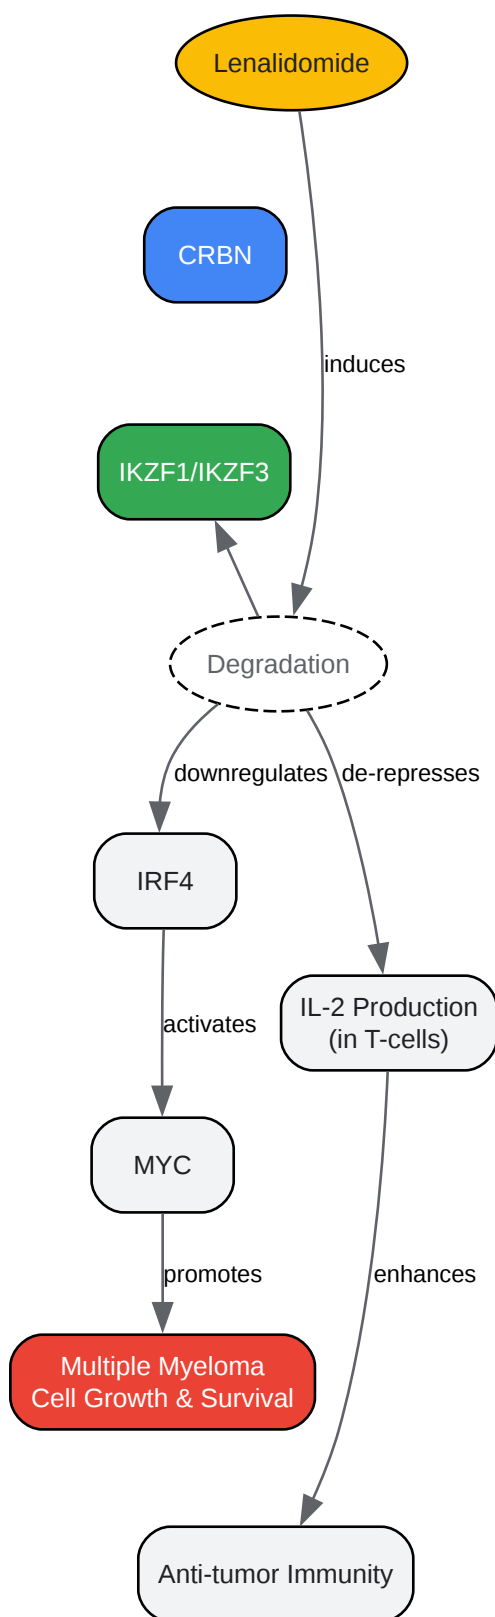 Lenalidomide
CRBN
induces
IKZF1/IKZF3
Degradation
downregulates
de-represses
IRF4
IL-2 Production
(in T-cells)
activates
MYC
promotes
enhances
Multiple Myeloma
Cell Growth & Survival
Anti-tumor Immunity